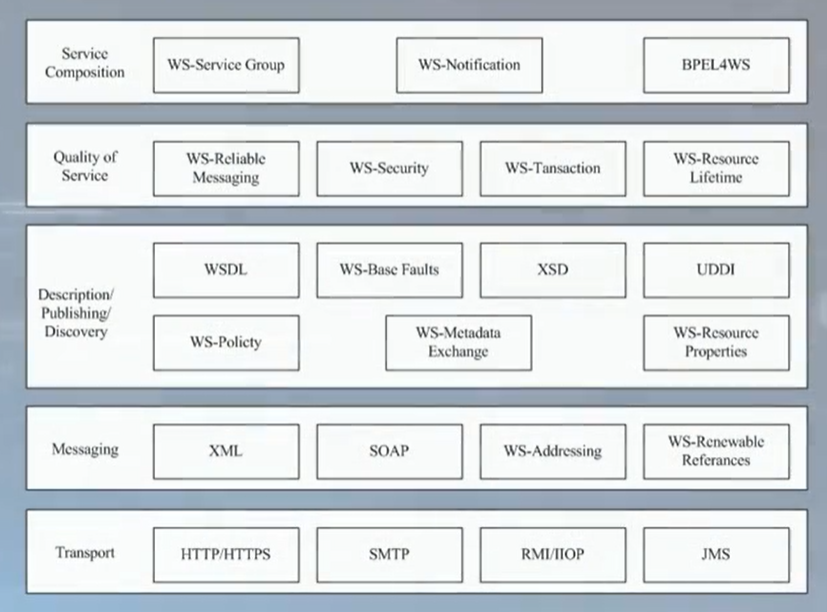 Service
Composition
WS-Service Group
WS-Notification
BPEL4WS
Quality of
Service
WS-Reliable
Messaging
WS-Security
WS-Tansaction
WS-Resource
Lifetime
Description/
Publishing/
Discovery
WSDL
WS-Base Faults
XSD
UDDI
WS-Policty
WS-Metadata
Exchange
WS-Resource
Properties
Messaging
XML
SOAP
WS-Addressing
WS-Renewable
Referances
Transport
HTTP/HTTPS
SMTP
RMI/IIOP
JMS